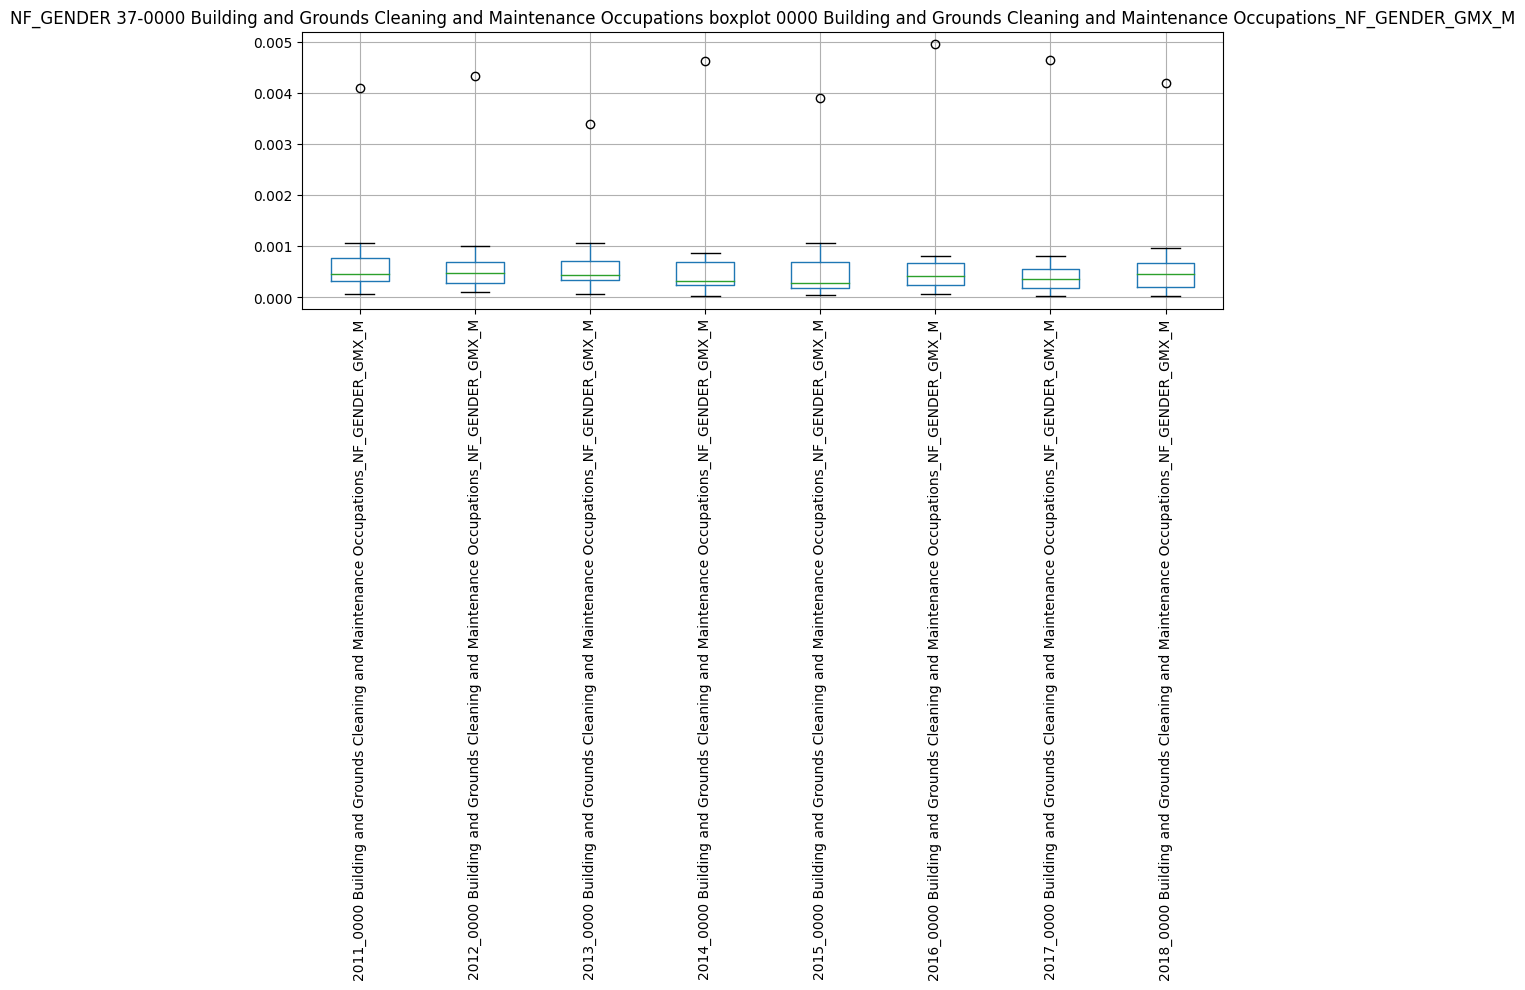 NF_GENDER 37-0000 Building and Grounds Cleaning and Maintenance Occupations boxplot 0000 Building and Grounds Cleaning and Maintenance Occupations_NF_GENDER_GMX_M
0.005
0.004
0.003
0.002
0.001
0.000
2011_0000 Building and Grounds Cleaning and Maintenance Occupations_NF_GENDER_GMX_M
2012_0000 Building and Grounds Cleaning and Maintenance Occupations_NF_GENDER_GMX_M
2013_0000 Building and Grounds Cleaning and Maintenance Occupations_NF_GENDER_GMX_M
2014_0000 Building and Grounds Cleaning and Maintenance Occupations_NF_GENDER_GMX_M
2015_0000 Building and Grounds Cleaning and Maintenance Occupations_NF_GENDER_GMX_M
2016_0000 Building and Grounds Cleaning and Maintenance Occupations_NF_GENDER_GMX_M
2017_0000 Building and Grounds Cleaning and Maintenance Occupations_NF_GENDER_GMX_M
2018_0000 Building and Grounds Cleaning and Maintenance Occupations_NF_GENDER_GMX_M